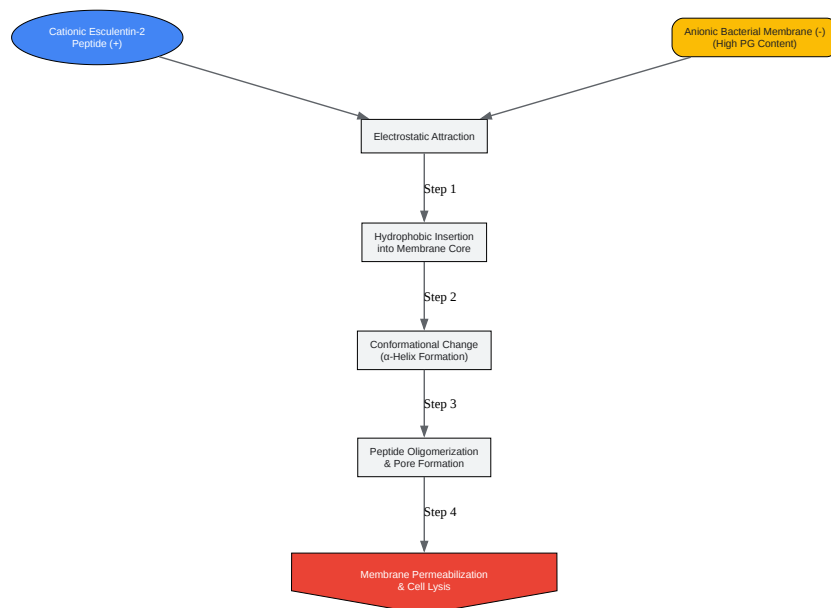 Cationic Esculentin-2
Peptide (+)
Anionic Bacterial Membrane (-)
(High PG Content)
Electrostatic Attraction
Step 1
Hydrophobic Insertion
into Membrane Core
Step 2
Conformational Change
(α-Helix Formation)
Step 3
Peptide Oligomerization
& Pore Formation
Step 4
Membrane Permeabilization
& Cell Lysis